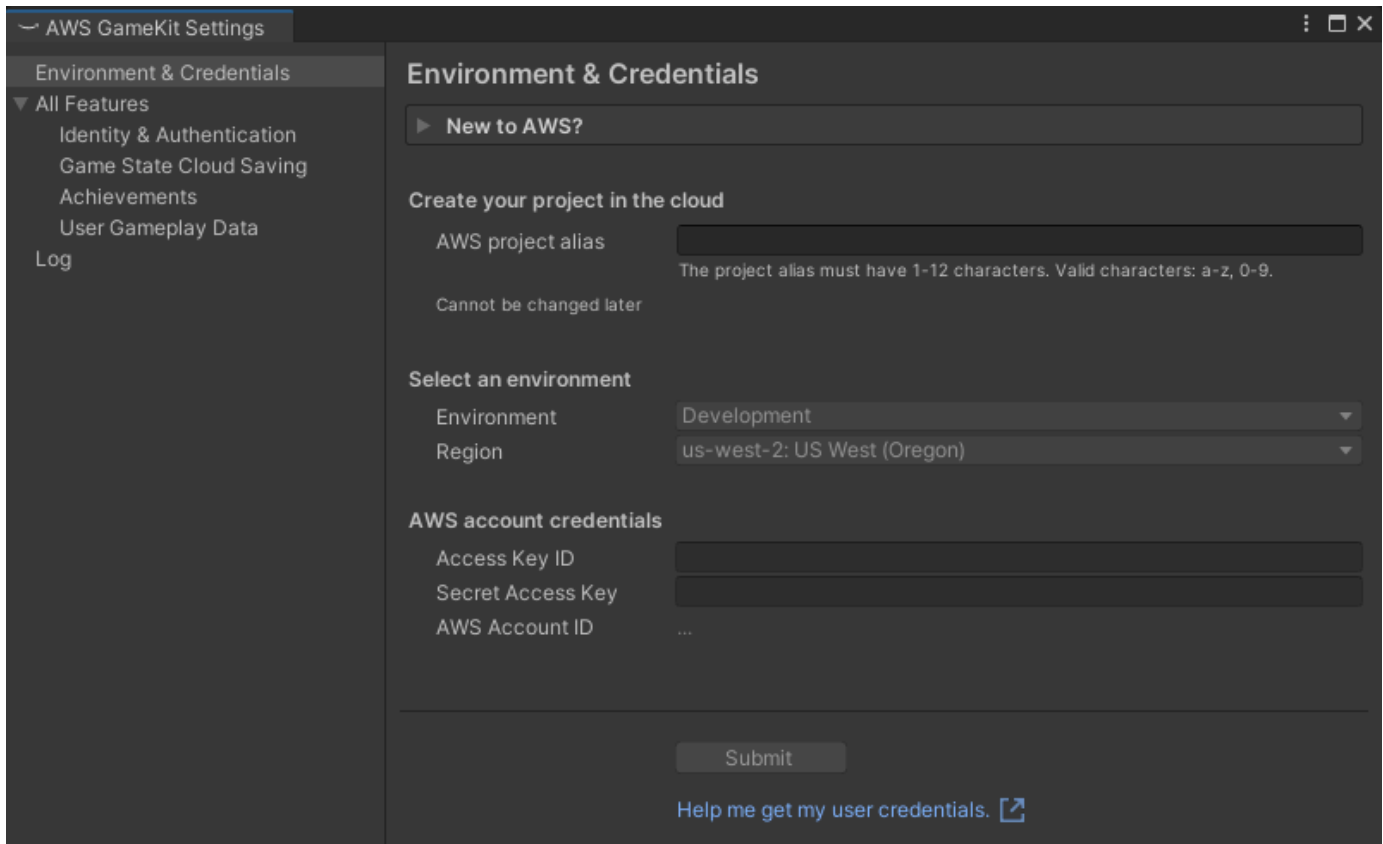 AWS GameKit Settings
Environment & Credentials
All Features
Identity & Authentication
Game State Cloud Saving
Achievements
User Gameplay Data
Log
Environment & Credentials
New to AWS?
Create your project in the cloud
AWS project alias
The project alias must have 1-12 characters. Valid characters: a-z, 0-9.
Cannot be changed later
Select an environment
Environment Development
Region us-west-2: US West (Oregon)
AWS account credentials
Access Key ID
Secret Access Key
AWS Account ID ...
Submit
Help me get my user credentials.